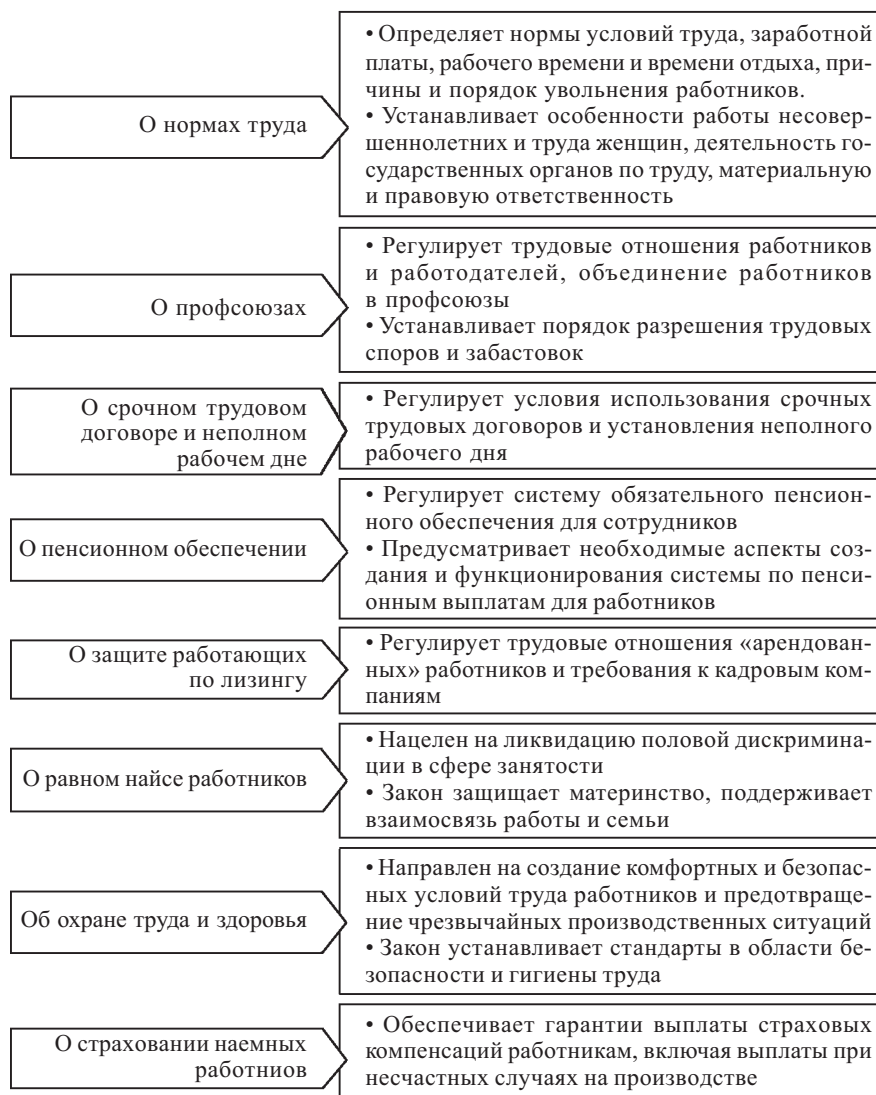 О нормах труда
• Определяет нормы условий труда, заработной
платы, рабочего времени и времени отдыха, при-
чины и порядок увольнения работников.
• Устанавливает особенности работы несовер-
шеннолетних и труда женщин, деятельность го-
сударственных органов по труду, материальную
и правовую ответственность
О профсоюзах
• Регулирует трудовые отношения работников
и работодателей, объединение работников
в профсоюзы
• Устанавливает порядок разрешения трудовых
споров и забастовок
О срочном трудовом
договоре и неполном
рабочем дне
• Регулирует условия использования срочных
трудовых договоров и установления неполного
рабочего дня
О пенсионном обеспечении
• Регулирует систему обязательного пенсион-
ного обеспечения для сотрудников
• Предусматривает необходимые аспекты соз-
дания и функционирования системы по пенси-
онным выплатам для работников
О защите работающих
по лизингу
• Регулирует трудовые отношения «арендован-
ных» работников и требования к кадровым ком-
паниям
О равном найсе работников
• Нацелен на ликвидацию половой дискримина-
ции в сфере занятости
• Закон защищает материнство, поддерживает
взаимосвязь работы и семьи
Об охране труда и здоровья
• Направлен на создание комфортных и безопас-
ных условий труда работников и предотвраще-
ние чрезвычайных производственных ситуаций
• Закон устанавливает стандарты в области бе-
зопасности и гигиены труда
О страховании наемных
работниов
• Обеспечивает гарантии выплаты страховых
компенсаций работникам, включая выплаты при
несчастных случаях на производстве